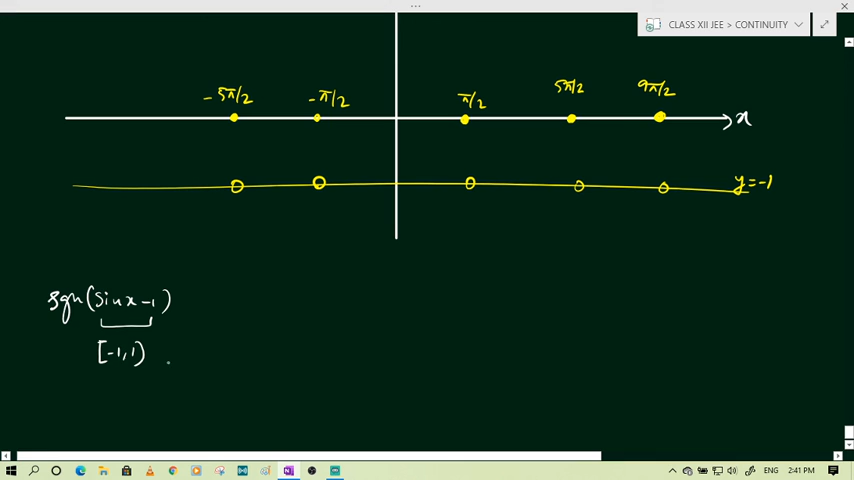 CLASS XII JEE > CONTINUITY
-5π/2 -π/2 π/2 5π/2 9π/2
x
y=-1
sgn(sinx-1)
[-1,1)
ENG 2:41 PM